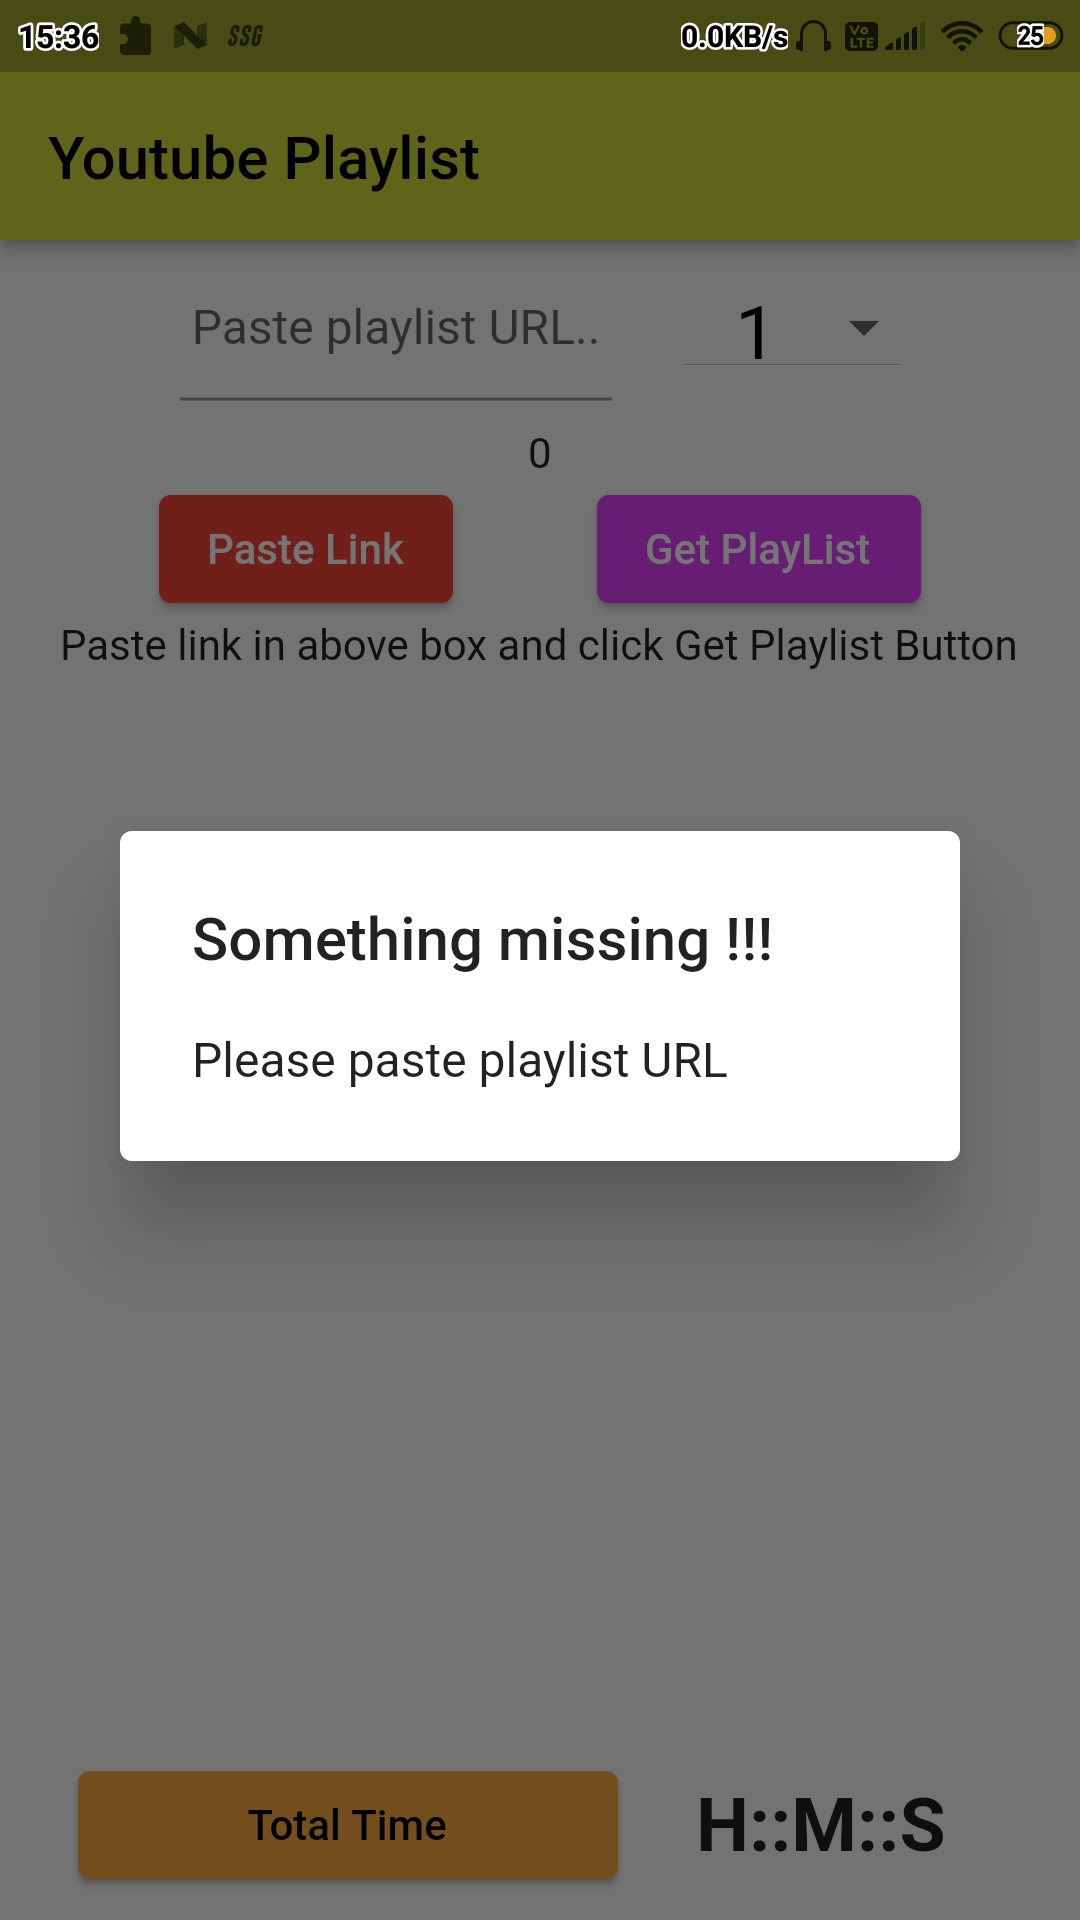 15:36 SSG 0.0KB/s Vo LTE 25
Youtube Playlist
Paste playlist URL.. 1
0
Paste Link Get PlayList
Paste link in above box and click Get Playlist Button
Something missing !!!
Please paste playlist URL
Total Time H::M::S